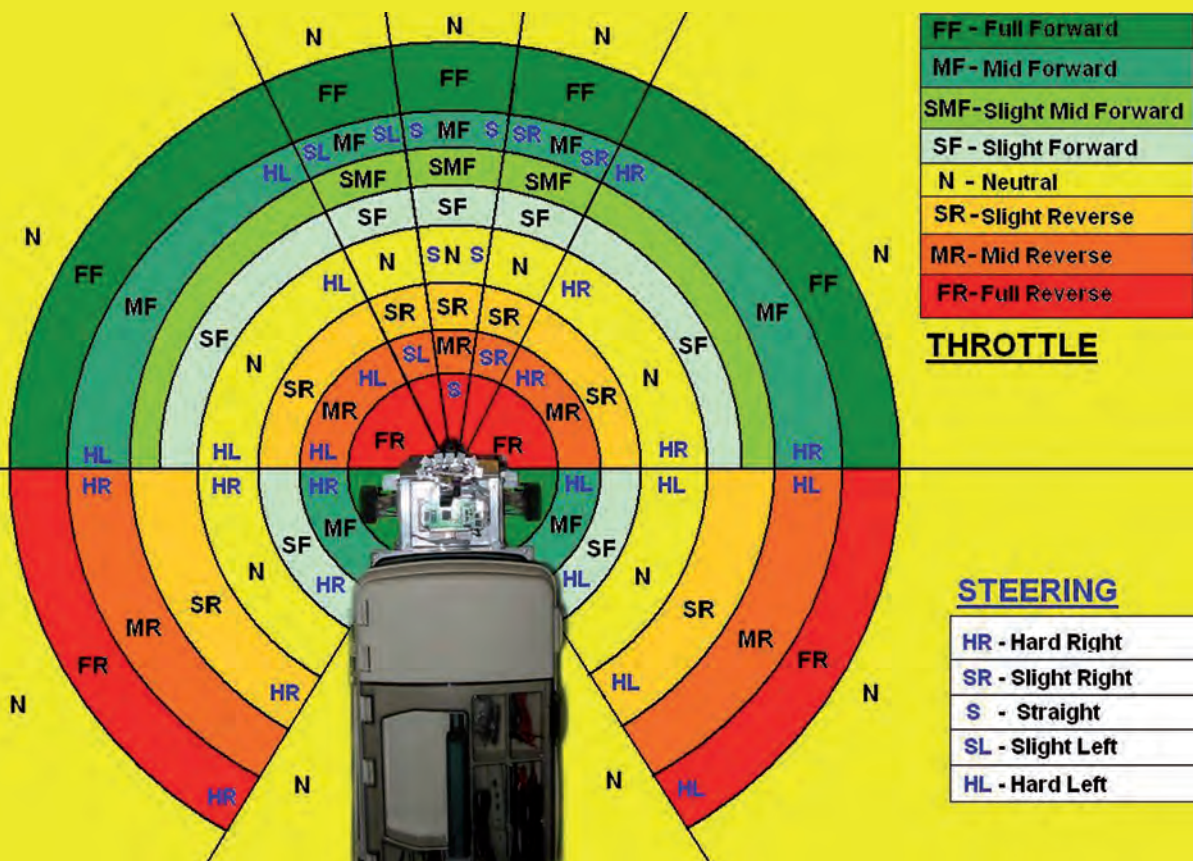 N N N
FF - Full Forward
FF FF FF
MF - Mid Forward
SL MF SL S MF S SR MF SR
SMF - Slight Mid Forward
HL SMF SMF SMF HR
SF - Slight Forward
SF SF SF
N - Neutral
N FF N S N S N FF N
SR - Slight Reverse
HL HR
MR - Mid Reverse
MF SR SR SR MF
FR - Full Reverse
SF SL MR SR SF
THROTTLE
N SR HL HR SR N
S
MR MR
HL HL HL FR FR HR HR
HR HR HR HL HL HL
MF MF
SF SF
N HR HL N
STEERING
SR SR
MR MR
HR - Hard Right
FR FR
SR - Slight Right
N HR HL N
S - Straight
SL - Slight Left
N N
HR HL
HL - Hard Left